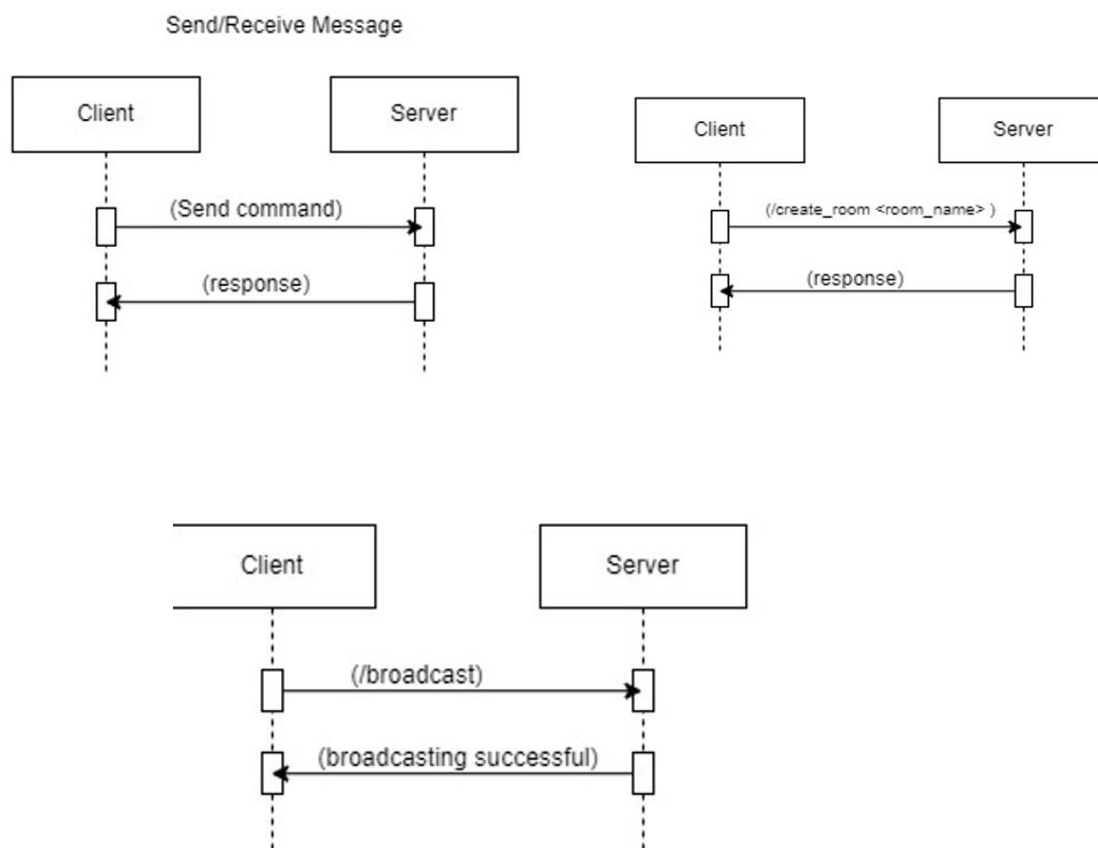 Send/Receive Message
Client
Server
(Send command)
(response)
Client
Server
(/create_room <room_name> )
(response)
Client
Server
(/broadcast)
(broadcasting successful)